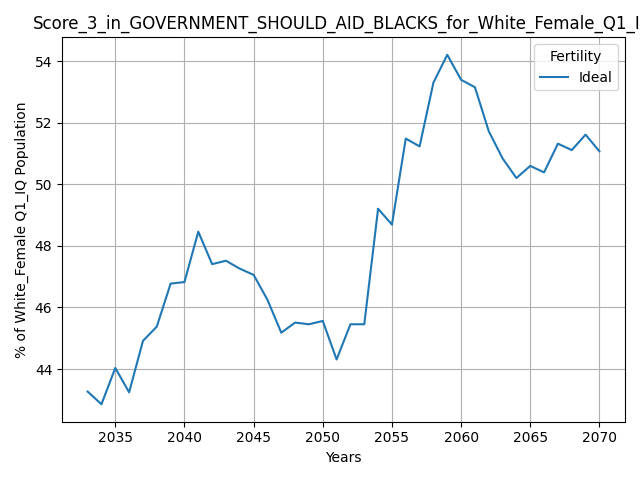 Score_3_in_GOVERNMENT_SHOULD_AID_BLACKS_for_White_Female_Q1_I
Fertility
Ideal
% of White_Female Q1_IQ Population
54
52
50
48
46
44
2035 2040 2045 2050 2055 2060 2065 2070
Years